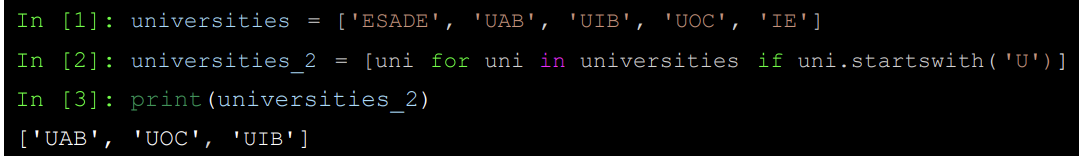 In [1]: universities = ['ESADE', 'UAB', 'UIB', 'UOC', 'IE']
In [2]: universities_2 = [uni for uni in universities if uni.startswith('U')]
In [3]: print(universities_2)
['UAB', 'UOC', 'UIB']